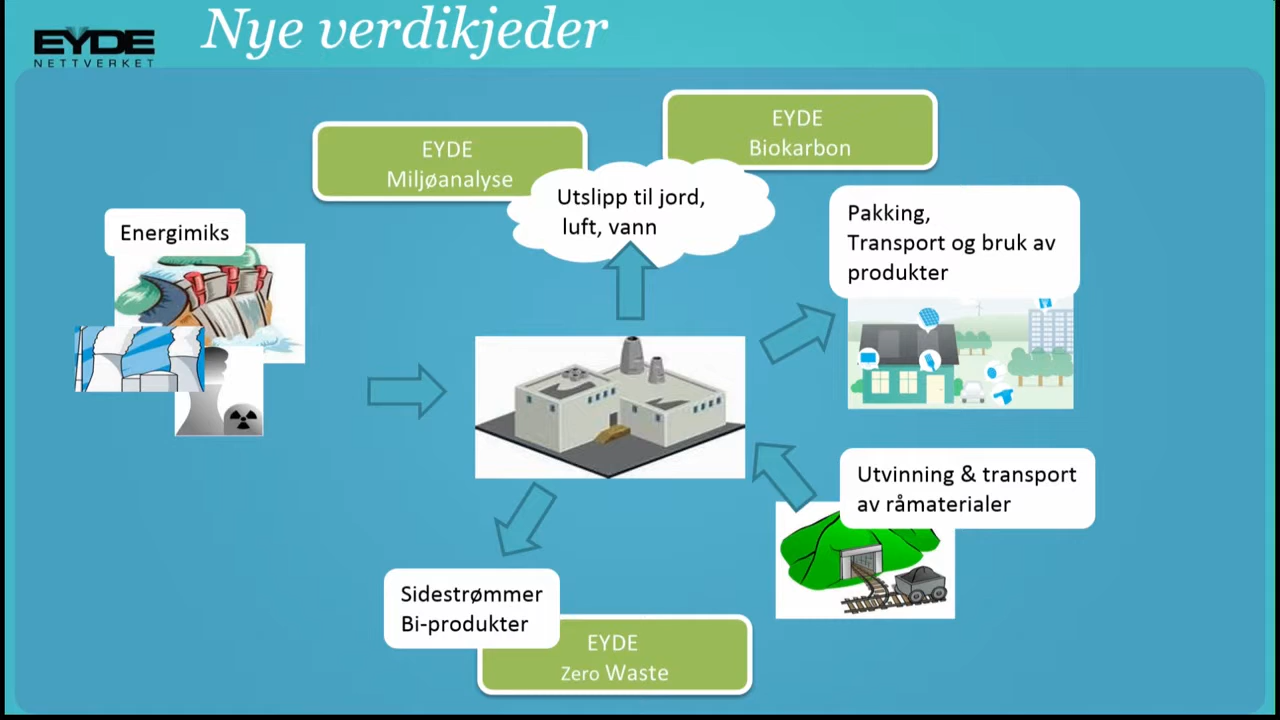 EYDE
NETTVERKET
Nye verdikjeder
EYDE
Miljøanalyse
EYDE
Biokarbon
Utslipp til jord,
luft, vann
Energimiks
Pakking,
Transport og bruk av
produkter
Utvinning & transport
av råmaterialer
Sidestrømmer
Bi-produkter
EYDE
Zero Waste